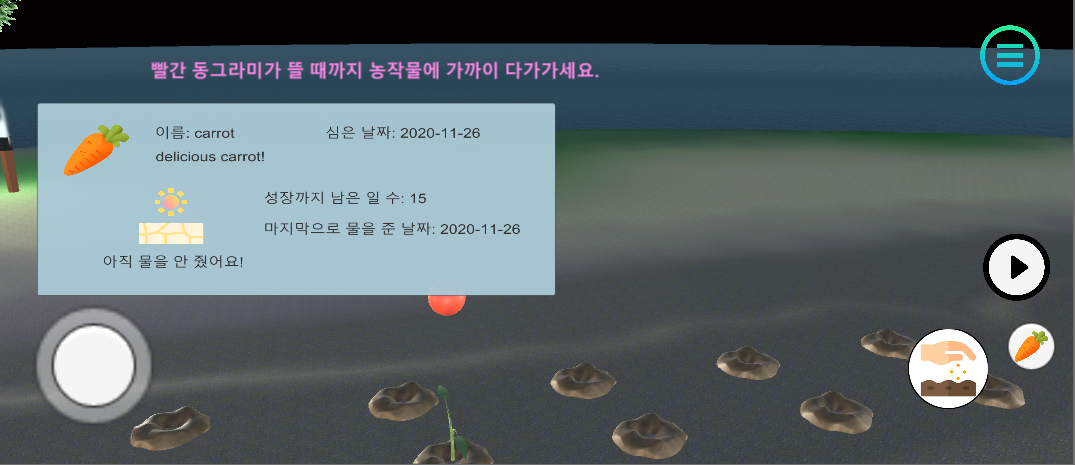 빨간 동그라미가 뜰 때까지 농작물에 가까이 다가가세요.
이름: carrot
심은 날짜: 2020-11-26
delicious carrot!
성장까지 남은 일 수: 15
마지막으로 물을 준 날짜: 2020-11-26
아직 물을 안 줬어요!